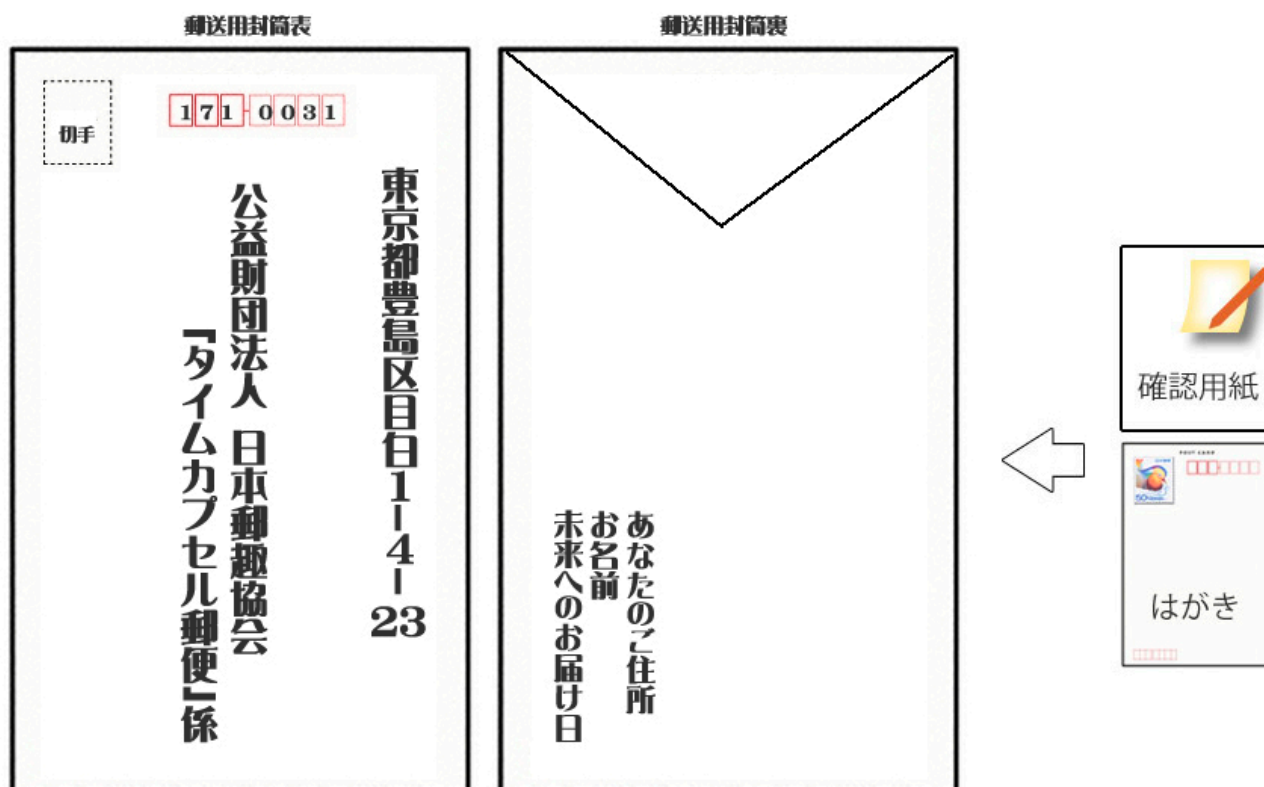 郵送用封筒表
切手
171-0031
東京都豊島区目白1-4-23
公益財団法人 日本郵趣協会
『タイムカプセル郵便』係
郵送用封筒裏
あなたのご住所
お名前
未来へのお届け日
確認用紙
POST CARD
50
はがき